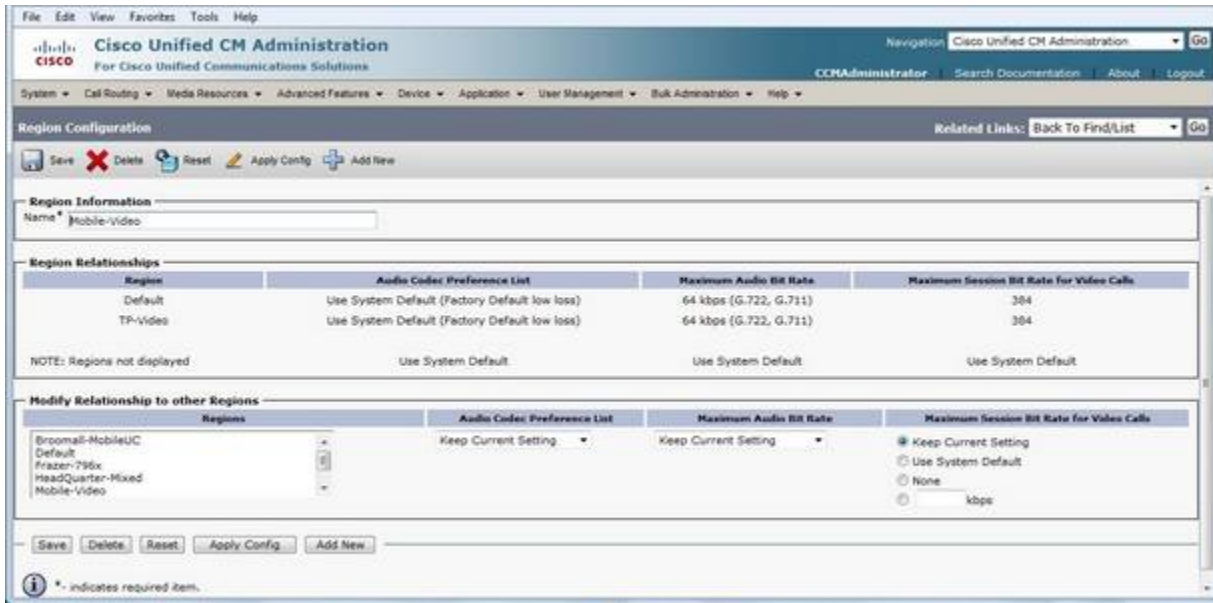 File Edit View Favorites Tools Help
CISCO
Cisco Unified CM Administration
For Cisco Unified Communications Solutions
Navigation Cisco Unified CM Administration Go
CCMAdministrator Search Documentation About Logout
System Call Routing Media Resources Advanced Features Device Application User Management Bulk Administration Help
Region Configuration
Related Links: Back To Find/List Go
Save Delete Reset Apply Config Add New
Region Information
Name* Mobile-Video
Region Relationships
Region Audio Codec Preference List Maximum Audio Bit Rate Maximum Session Bit Rate for Video Calls
Default Use System Default (Factory Default low loss) 64 kbps (G.722, G.711) 384
TP-Video Use System Default (Factory Default low loss) 64 kbps (G.722, G.711) 384
NOTE: Regions not displayed Use System Default Use System Default Use System Default
Modify Relationship to other Regions
Regions Audio Codec Preference List Maximum Audio Bit Rate Maximum Session Bit Rate for Video Calls
Broomall-MobileUC
Default
Frazer-796x
HeadQuarter-Mixed
Mobile-Video
Keep Current Setting
Keep Current Setting
Keep Current Setting
Use System Default
None
kbps
Save Delete Reset Apply Config Add New
i *- indicates required item.